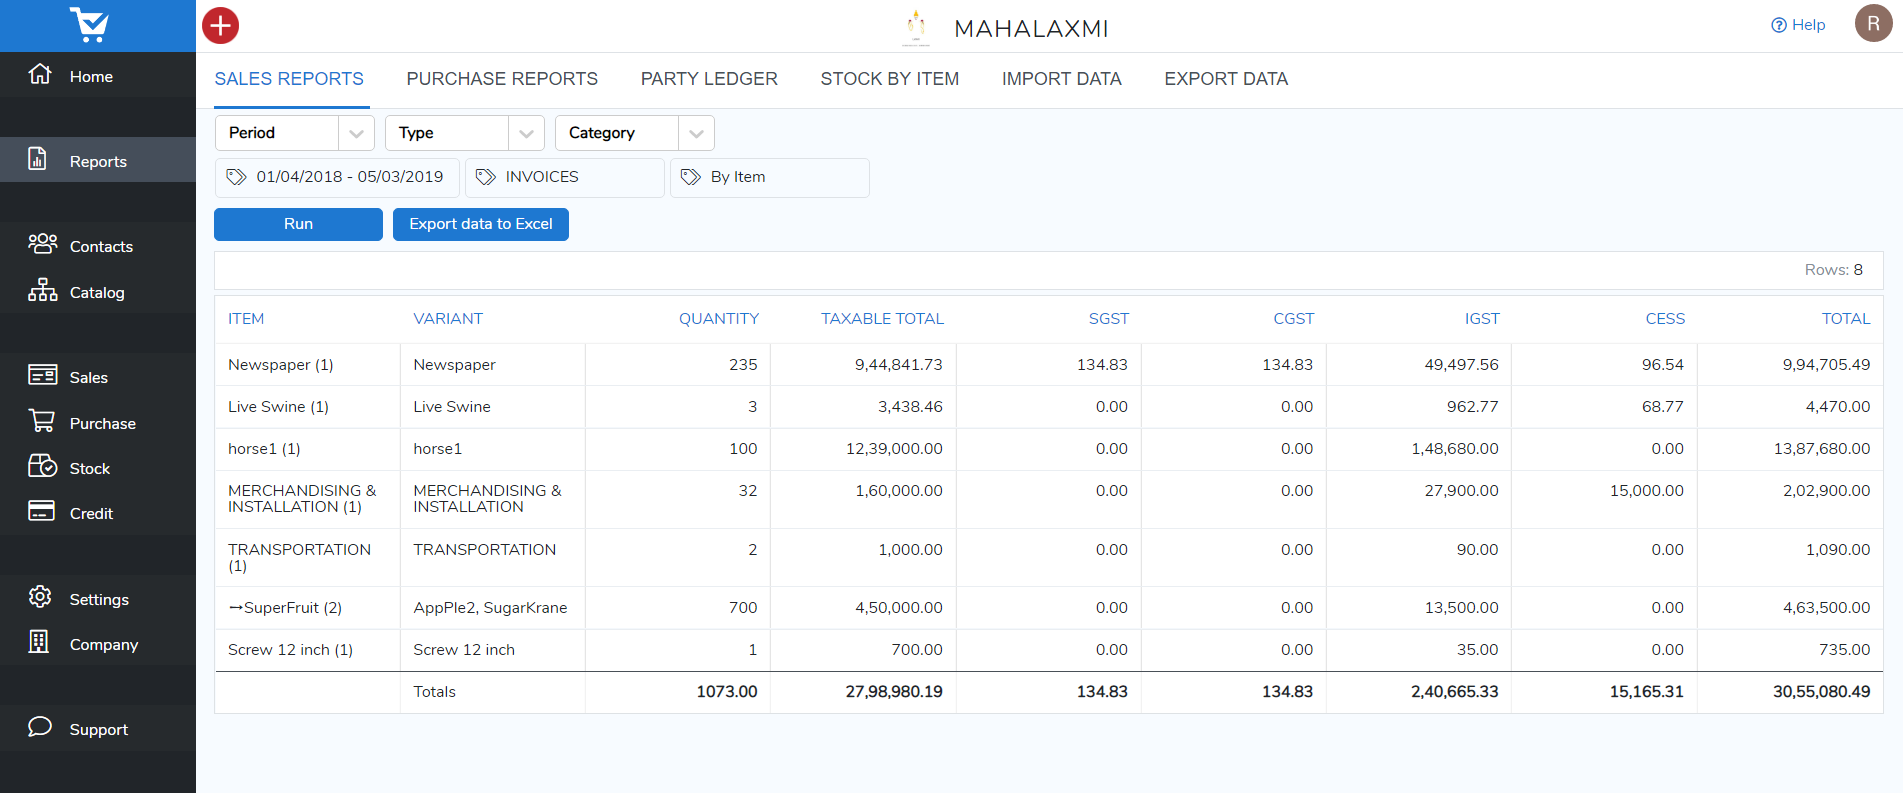 MAHALAXMI
Help
R
Home
Reports
Contacts
Catalog
Sales
Purchase
Stock
Credit
Settings
Company
Support
SALES REPORTS PURCHASE REPORTS PARTY LEDGER STOCK BY ITEM IMPORT DATA EXPORT DATA
Period Type Category
01/04/2018 - 05/03/2019 INVOICES By Item
Run Export data to Excel
Rows: 8
ITEM VARIANT QUANTITY TAXABLE TOTAL SGST CGST IGST CESS TOTAL
Newspaper (1) Newspaper 235 9,44,841.73 134.83 134.83 49,497.56 96.54 9,94,705.49
Live Swine (1) Live Swine 3 3,438.46 0.00 0.00 962.77 68.77 4,470.00
horse1 (1) horse1 100 12,39,000.00 0.00 0.00 1,48,680.00 0.00 13,87,680.00
MERCHANDISING & MERCHANDISING & 32 1,60,000.00 0.00 0.00 27,900.00 15,000.00 2,02,900.00
INSTALLATION (1) INSTALLATION
TRANSPORTATION TRANSPORTATION 2 1,000.00 0.00 0.00 90.00 0.00 1,090.00
(1)
SuperFruit (2) AppPle2, SugarKrane 700 4,50,000.00 0.00 0.00 13,500.00 0.00 4,63,500.00
Screw 12 inch (1) Screw 12 inch 1 700.00 0.00 0.00 35.00 0.00 735.00
Totals 1073.00 27,98,980.19 134.83 134.83 2,40,665.33 15,165.31 30,55,080.49